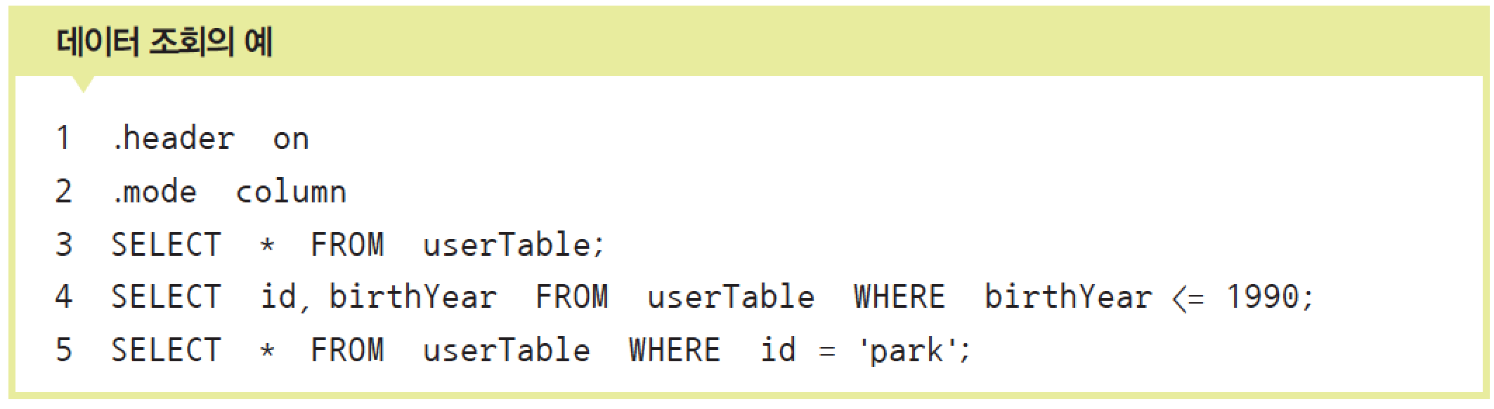 데이터 조회의 예
1 .header on
2 .mode column
3 SELECT * FROM userTable;
4 SELECT id, birthYear FROM userTable WHERE birthYear <= 1990;
5 SELECT * FROM userTable WHERE id = 'park';